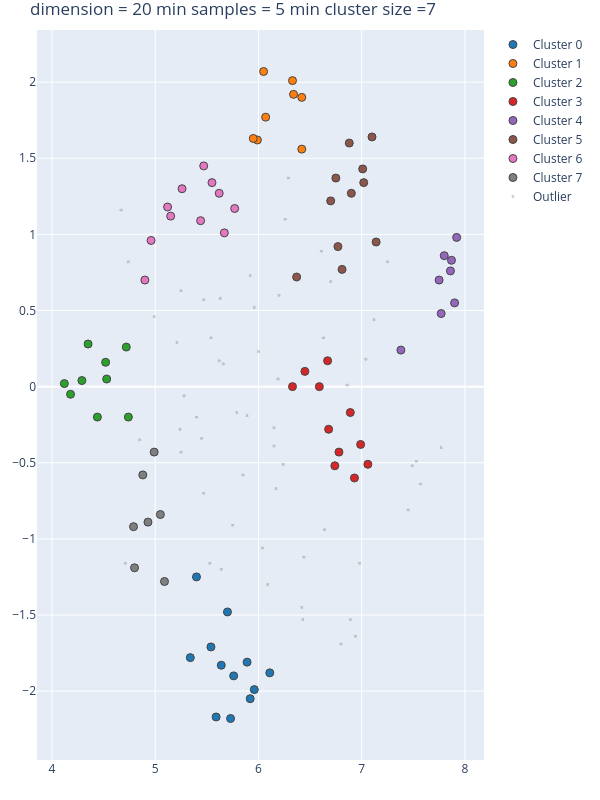 dimension = 20 min samples = 5 min cluster size =7
Cluster 0
Cluster 1
Cluster 2
Cluster 3
Cluster 4
Cluster 5
Cluster 6
Cluster 7
Outlier
2
1.5
1
0.5
0
−0.5
−1
−1.5
−2
4 5 6 7 8